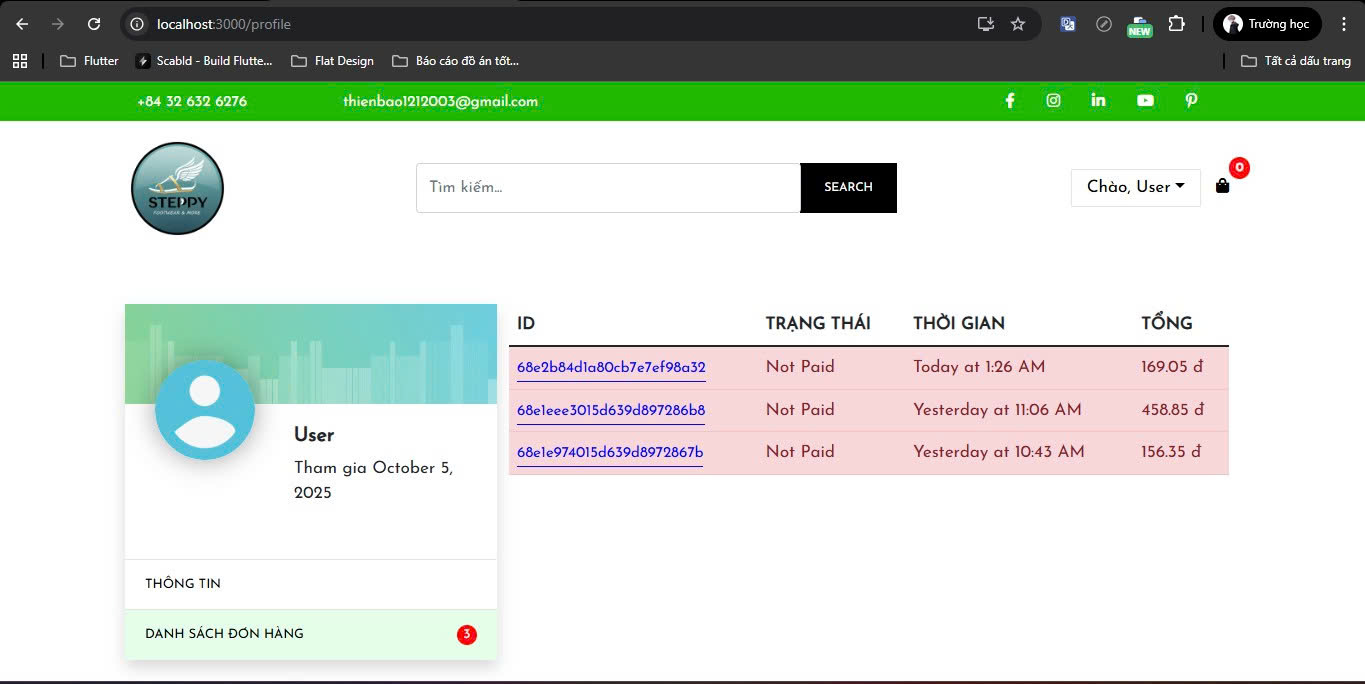 localhost:3000/profile
NEW
Trường học
Flutter
Scabld - Build Flutte...
Flat Design
Báo cáo đồ án tốt...
Tất cả dấu trang
+84 32 632 6276
thienbao1212003@gmail.com
STEPPY
FOOTWEAR & MORE
Tìm kiếm...
SEARCH
Chào, User
0
ID TRẠNG THÁI THỜI GIAN TỔNG
68e2b84d1a80cb7e7ef98a32 Not Paid Today at 1:26 AM 169.05 đ
68e1eee3015d639d897286b8 Not Paid Yesterday at 11:06 AM 458.85 đ
68e1e974015d639d8972867b Not Paid Yesterday at 10:43 AM 156.35 đ
User
Tham gia October 5,
2025
THÔNG TIN
DANH SÁCH ĐƠN HÀNG 3